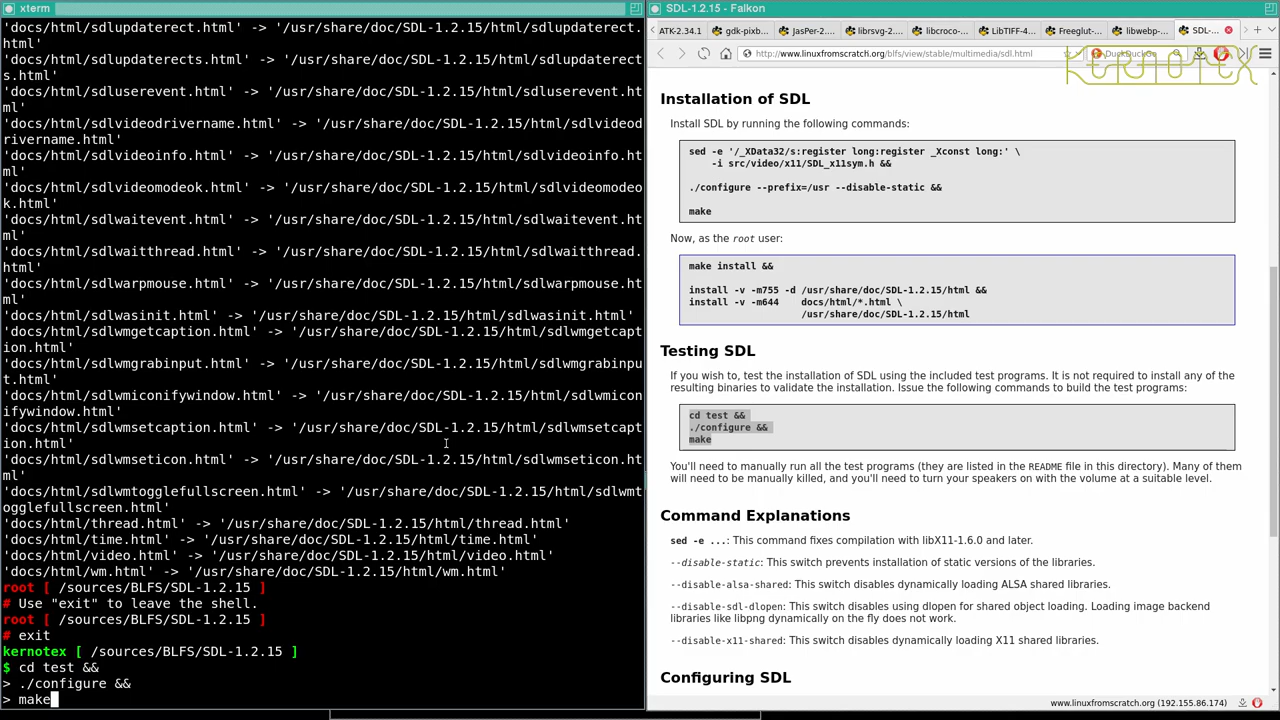 xterm
'docs/html/sdlupdaterect.html' -> '/usr/share/doc/SDL-1.2.15/html/sdlupdaterect.
html'
'docs/html/sdlupdaterects.html' -> '/usr/share/doc/SDL-1.2.15/html/sdlupdaterect
s.html'
'docs/html/sdluserevent.html' -> '/usr/share/doc/SDL-1.2.15/html/sdluserevent.ht
ml'
'docs/html/sdlvideodrivername.html' -> '/usr/share/doc/SDL-1.2.15/html/sdlvideod
rivername.html'
'docs/html/sdlvideoinfo.html' -> '/usr/share/doc/SDL-1.2.15/html/sdlvideoinfo.ht
ml'
'docs/html/sdlvideomodeok.html' -> '/usr/share/doc/SDL-1.2.15/html/sdlvideomodeo
k.html'
'docs/html/sdlwaitevent.html' -> '/usr/share/doc/SDL-1.2.15/html/sdlwaitevent.ht
ml'
'docs/html/sdlwaitthread.html' -> '/usr/share/doc/SDL-1.2.15/html/sdlwaitthread.
html'
'docs/html/sdlwarpmouse.html' -> '/usr/share/doc/SDL-1.2.15/html/sdlwarpmouse.ht
ml'
'docs/html/sdlwasinit.html' -> '/usr/share/doc/SDL-1.2.15/html/sdlwasinit.html'
'docs/html/sdlwmgetcaption.html' -> '/usr/share/doc/SDL-1.2.15/html/sdlwmgetcapt
ion.html'
'docs/html/sdlwmgrabinput.html' -> '/usr/share/doc/SDL-1.2.15/html/sdlwmgrabinpu
t.html'
'docs/html/sdlwmiconifywindow.html' -> '/usr/share/doc/SDL-1.2.15/html/sdlwmicon
ifywindow.html'
'docs/html/sdlwmsetcaption.html' -> '/usr/share/doc/SDL-1.2.15/html/sdlwmsetcapt
ion.html'
'docs/html/sdlwmseticon.html' -> '/usr/share/doc/SDL-1.2.15/html/sdlwmseticon.ht
ml'
'docs/html/sdlwmtogglefullscreen.html' -> '/usr/share/doc/SDL-1.2.15/html/sdlwmt
ogglefullscreen.html'
'docs/html/thread.html' -> '/usr/share/doc/SDL-1.2.15/html/thread.html'
'docs/html/time.html' -> '/usr/share/doc/SDL-1.2.15/html/time.html'
'docs/html/video.html' -> '/usr/share/doc/SDL-1.2.15/html/video.html'
'docs/html/wm.html' -> '/usr/share/doc/SDL-1.2.15/html/wm.html'
root [ /sources/BLFS/SDL-1.2.15 ]
# Use "exit" to leave the shell.
root [ /sources/BLFS/SDL-1.2.15 ]
# exit
kernotex [ /sources/BLFS/SDL-1.2.15 ]
$ cd test &&
> ./configure &&
> make
SDL-1.2.15 - Falkon
ATK-2.34.1 gdk-pixb... JasPer-2.... librsvg-2.... libcroco-... LibTIFF-4... Freeglut-... libwebp-... SDL-...
http://www.linuxfromscratch.org/blfs/view/stable/multimedia/sdl.html DuckDuckGo
KERNOTEX
Installation of SDL
Install SDL by running the following commands:
sed -e '/_XData32/s:register long:register _Xconst long:' \
-i src/video/x11/SDL_x11sym.h &&
./configure --prefix=/usr --disable-static &&
make
Now, as the root user:
make install &&
install -v -m755 -d /usr/share/doc/SDL-1.2.15/html &&
install -v -m644 docs/html/*.html \
/usr/share/doc/SDL-1.2.15/html
Testing SDL
If you wish to, test the installation of SDL using the included test programs. It is not required to install any of the
resulting binaries to validate the installation. Issue the following commands to build the test programs:
cd test &&
./configure &&
make
You'll need to manually run all the test programs (they are listed in the README file in this directory). Many of them
will need to be manually killed, and you'll need to turn your speakers on with the volume at a suitable level.
Command Explanations
sed -e ...: This command fixes compilation with libX11-1.6.0 and later.
--disable-static: This switch prevents installation of static versions of the libraries.
--disable-alsa-shared: This switch disables dynamically loading ALSA shared libraries.
--disable-sdl-dlopen: This switch disables using dlopen for shared object loading. Loading image backend
libraries like libpng dynamically on the fly does not work.
--disable-x11-shared: This switch disables dynamically loading X11 shared libraries.
Configuring SDL
www.linuxfromscratch.org (192.155.86.174)